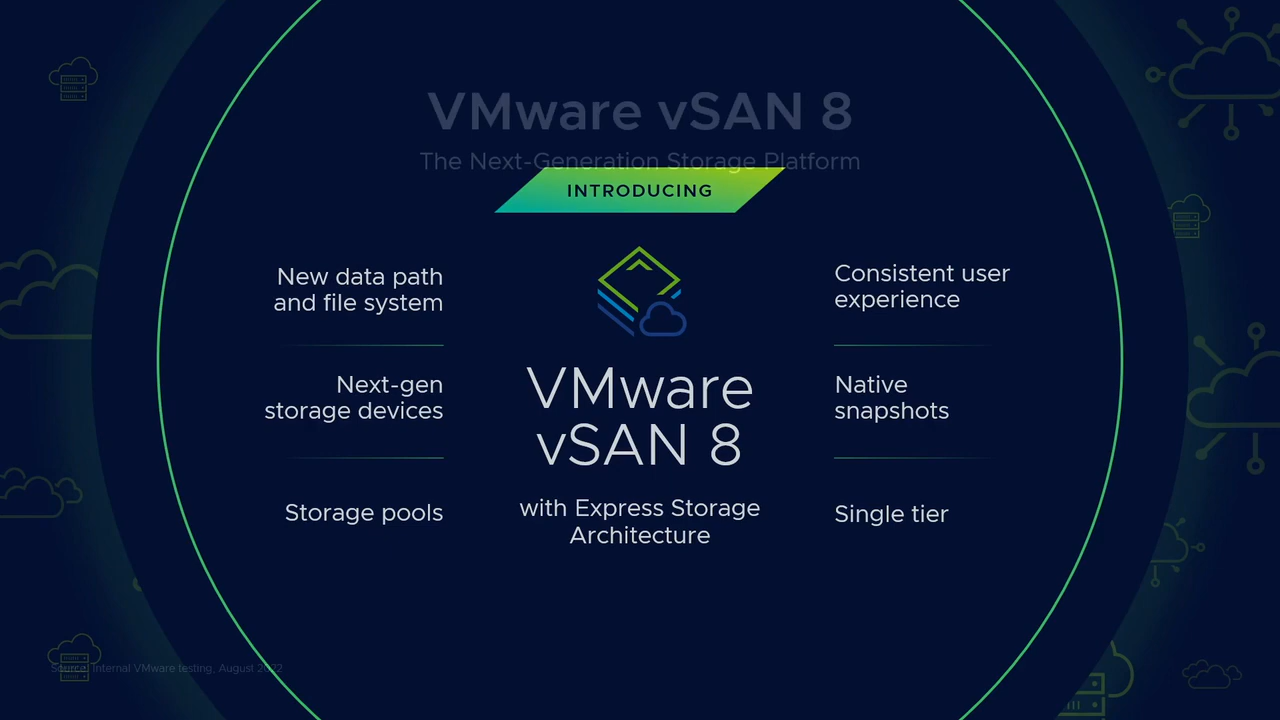 VMware vSAN 8
The Next-Generation Storage Platform
INTRODUCING
New data path
and file system
Next-gen
storage devices
Storage pools
VMware
vSAN 8
with Express Storage
Architecture
Consistent user
experience
Native
snapshots
Single tier
Source: Internal VMware testing, August 2022